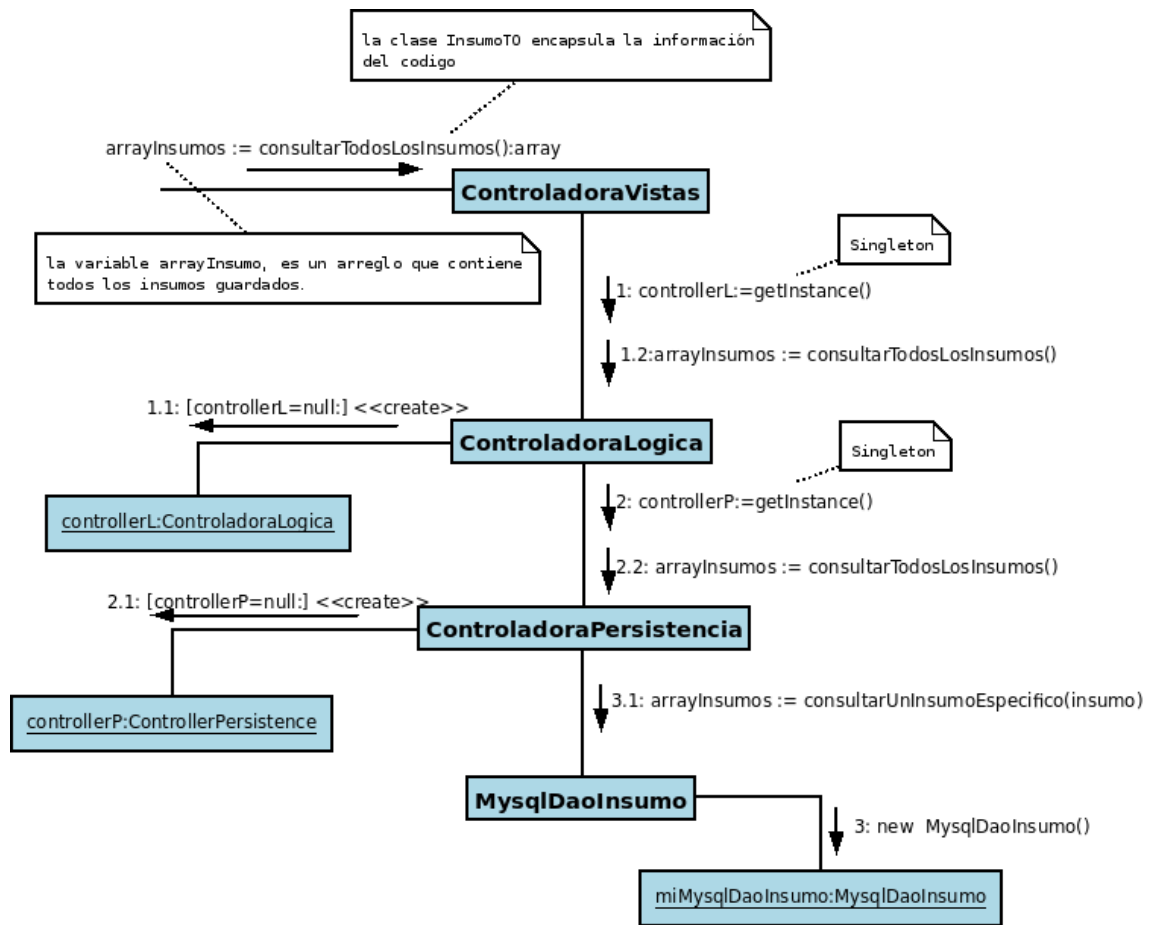 la clase InsumoTO encapsula la información
del codigo
arrayInsumos := consultarTodosLosInsumos():array
ControladoraVistas
Singleton
la variable arrayInsumo, es un arreglo que contiene
todos los insumos guardados.
1: controllerL:=getInstance()
1.2:arrayInsumos := consultarTodosLosInsumos()
1.1: [controllerL=null:] <<create>>
ControladoraLogica
Singleton
2: controllerP:=getInstance()
controllerL:ControladoraLogica
2.2: arrayInsumos := consultarTodosLosInsumos()
2.1: [controllerP=null:] <<create>>
ControladoraPersistencia
3.1: arrayInsumos := consultarUnInsumoEspecifico(insumo)
controllerP:ControllerPersistence
MysqlDaoInsumo
3: new  MysqlDaoInsumo()
miMysqlDaoInsumo:MysqlDaoInsumo